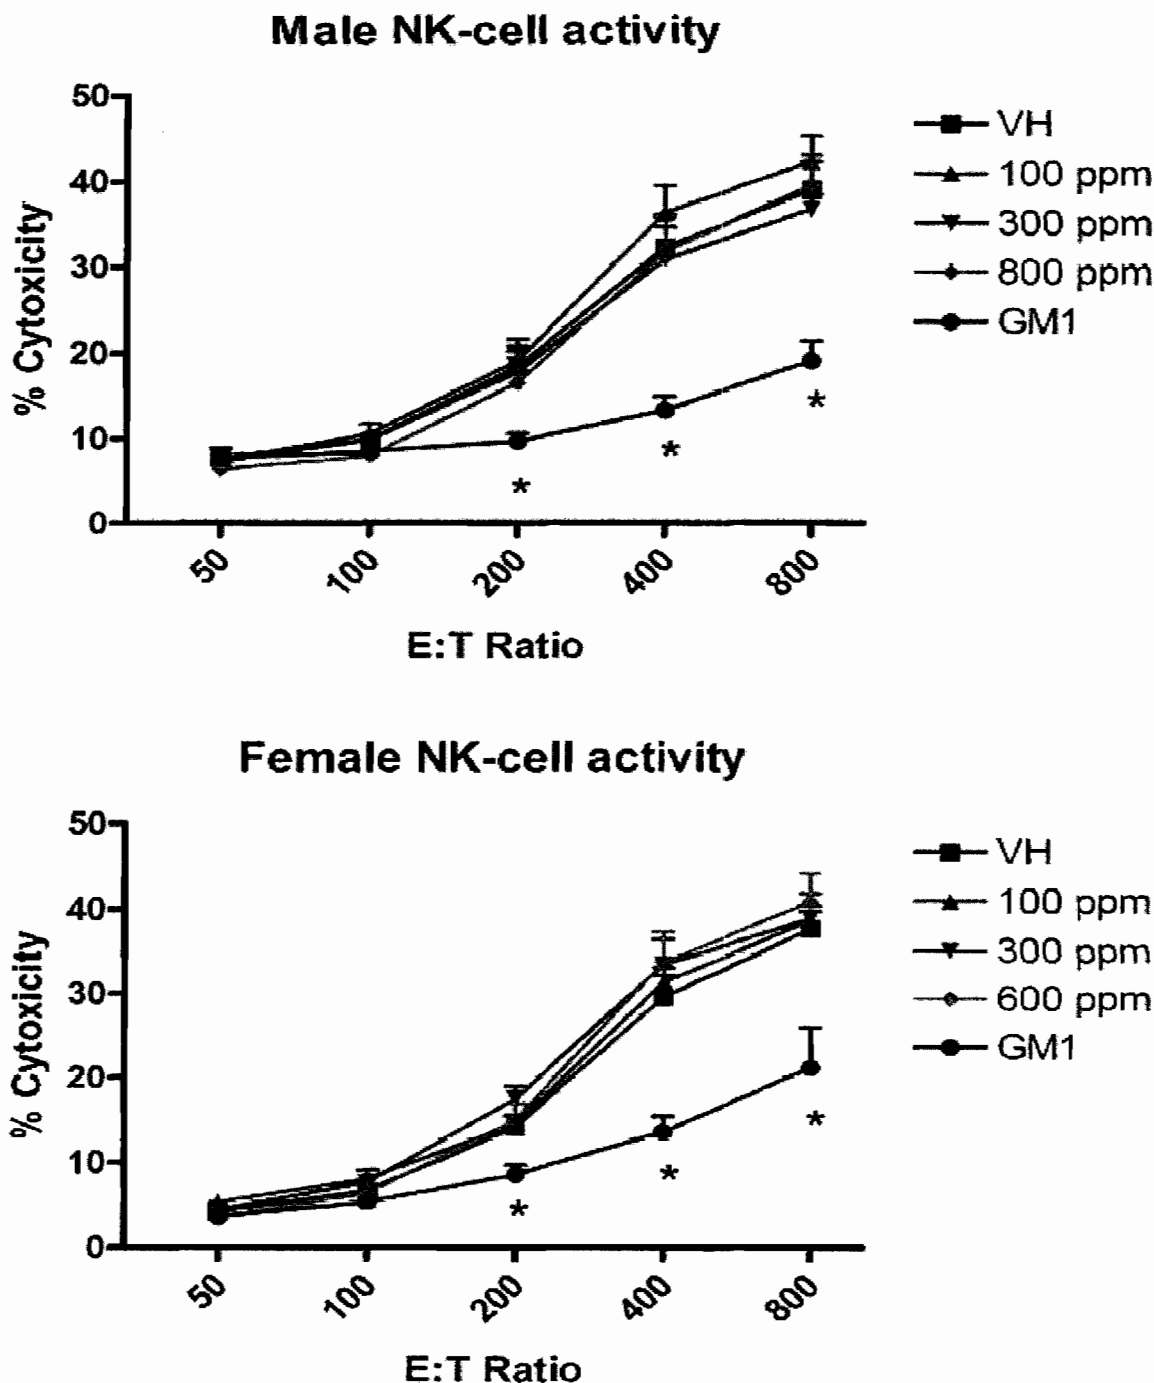 Male NK-cell activity
50
40
30
20
10
0
% Cytoxicity
50
100
200
400
800
E:T Ratio
VH
100 ppm
300 ppm
800 ppm
GM1
*
*
*
Female NK-cell activity
50
40
30
20
10
0
% Cytoxicity
50
100
200
400
800
E:T Ratio
VH
100 ppm
300 ppm
600 ppm
GM1
*
*
*